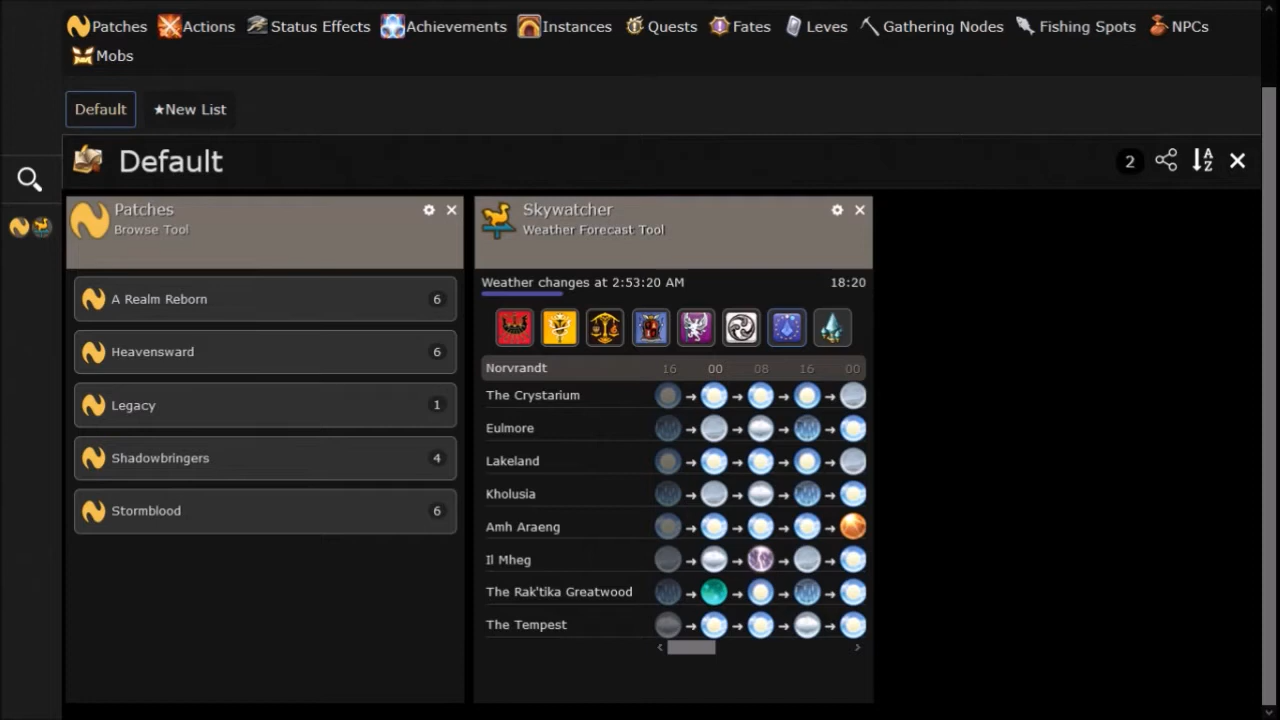 Patches Actions Status Effects Achievements Instances Quests Fates Leves Gathering Nodes Fishing Spots NPCs
Mobs
Default ★New List
Default 2
Patches
Browse Tool
A Realm Reborn 6
Heavensward 6
Legacy 1
Shadowbringers 4
Stormblood 6
Skywatcher
Weather Forecast Tool
Weather changes at 2:53:20 AM 18:20
Norvrandt 16 00 08 16 00
The Crystarium
Eulmore
Lakeland
Kholusia
Amh Araeng
Il Mheg
The Rak'tika Greatwood
The Tempest